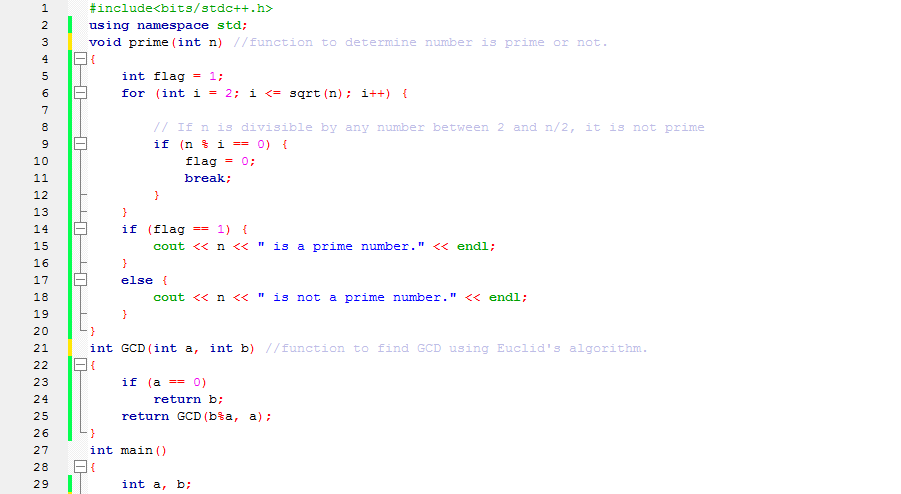 1 #include<bits/stdc++.h>
2 using namespace std;
3 void prime(int n) //function to determine number is prime or not.
4 {
5 int flag = 1;
6 for (int i = 2; i <= sqrt(n); i++) {
7
8 // If n is divisible by any number between 2 and n/2, it is not prime
9 if (n % i == 0) {
10 flag = 0;
11 break;
12 }
13 }
14 if (flag == 1) {
15 cout << n << " is a prime number." << endl;
16 }
17 else {
18 cout << n << " is not a prime number." << endl;
19 }
20 }
21 int GCD(int a, int b) //function to find GCD using Euclid's algorithm.
22 {
23 if (a == 0)
24 return b;
25 return GCD(b%a, a);
26 }
27 int main()
28 {
29 int a, b;